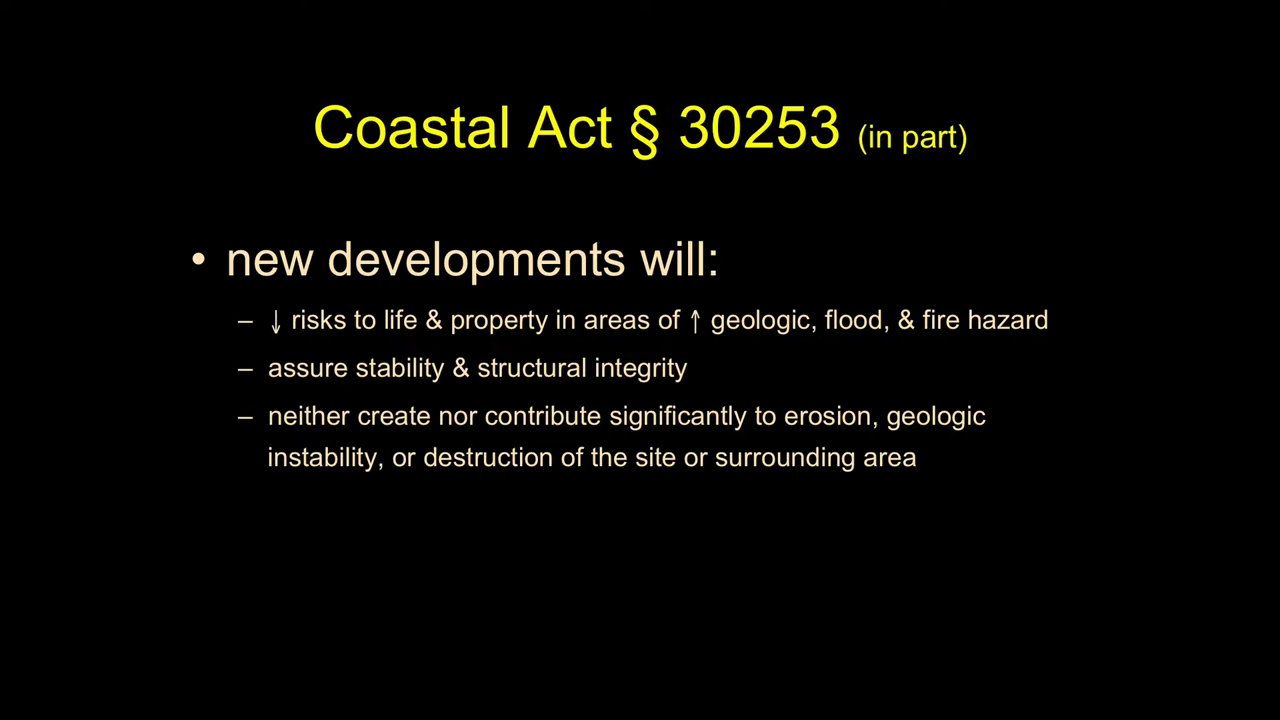 Coastal Act § 30253 (in part)
• new developments will:
– ↓ risks to life & property in areas of ↑ geologic, flood, & fire hazard
– assure stability & structural integrity
– neither create nor contribute significantly to erosion, geologic
instability, or destruction of the site or surrounding area